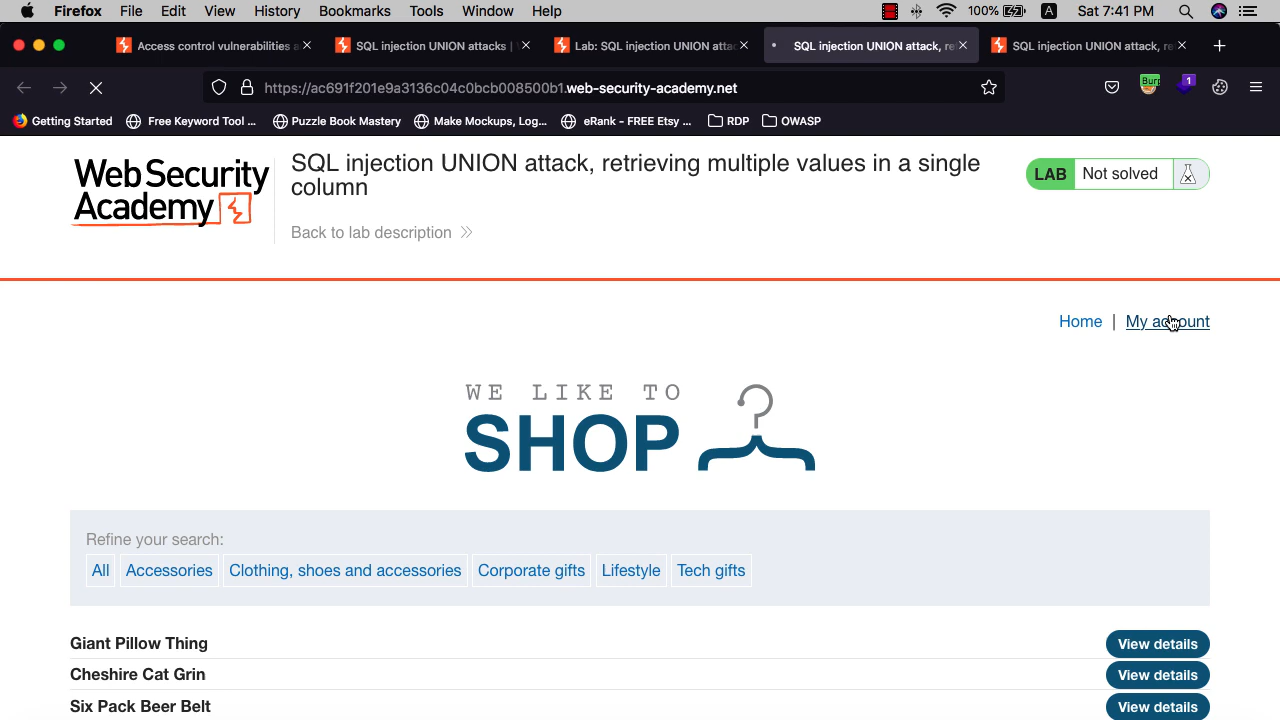 Firefox File Edit View History Bookmarks Tools Window Help 100% A Sat 7:41 PM
Access control vulnerabilities a
SQL injection UNION attacks |
Lab: SQL injection UNION attac
SQL injection UNION attack, re
SQL injection UNION attack, re
https://ac691f201e9a3136c04c0bcb008500b1.web-security-academy.net
Burp
1
Getting Started Free Keyword Tool ... Puzzle Book Mastery Make Mockups, Log... eRank - FREE Etsy ... RDP OWASP
WebSecurity
Academy
SQL injection UNION attack, retrieving multiple values in a single
column
Back to lab description
LAB Not solved
Home | My account
WE LIKE TO
SHOP
Refine your search:
All Accessories Clothing, shoes and accessories Corporate gifts Lifestyle Tech gifts
Giant Pillow Thing View details
Cheshire Cat Grin View details
Six Pack Beer Belt View details